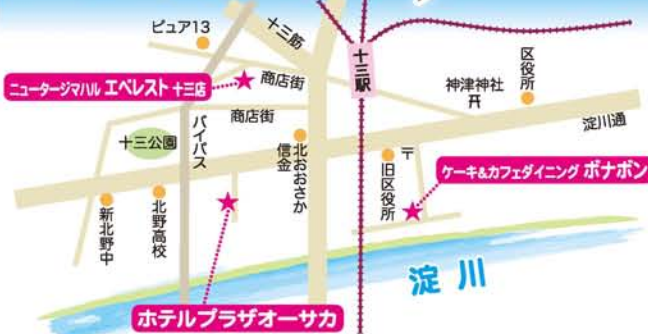 ピュア13
十三筋
十三駅
区役所
神津神社
ニュータージマハル エベレスト 十三店
商店街
商店街
バイパス
淀川通
十三公園
北おおさか
信金
〒
旧区役所
ケーキ&カフェダイニング ボナボン
新北野中
北野高校
淀川
ホテルプラザオーサカ